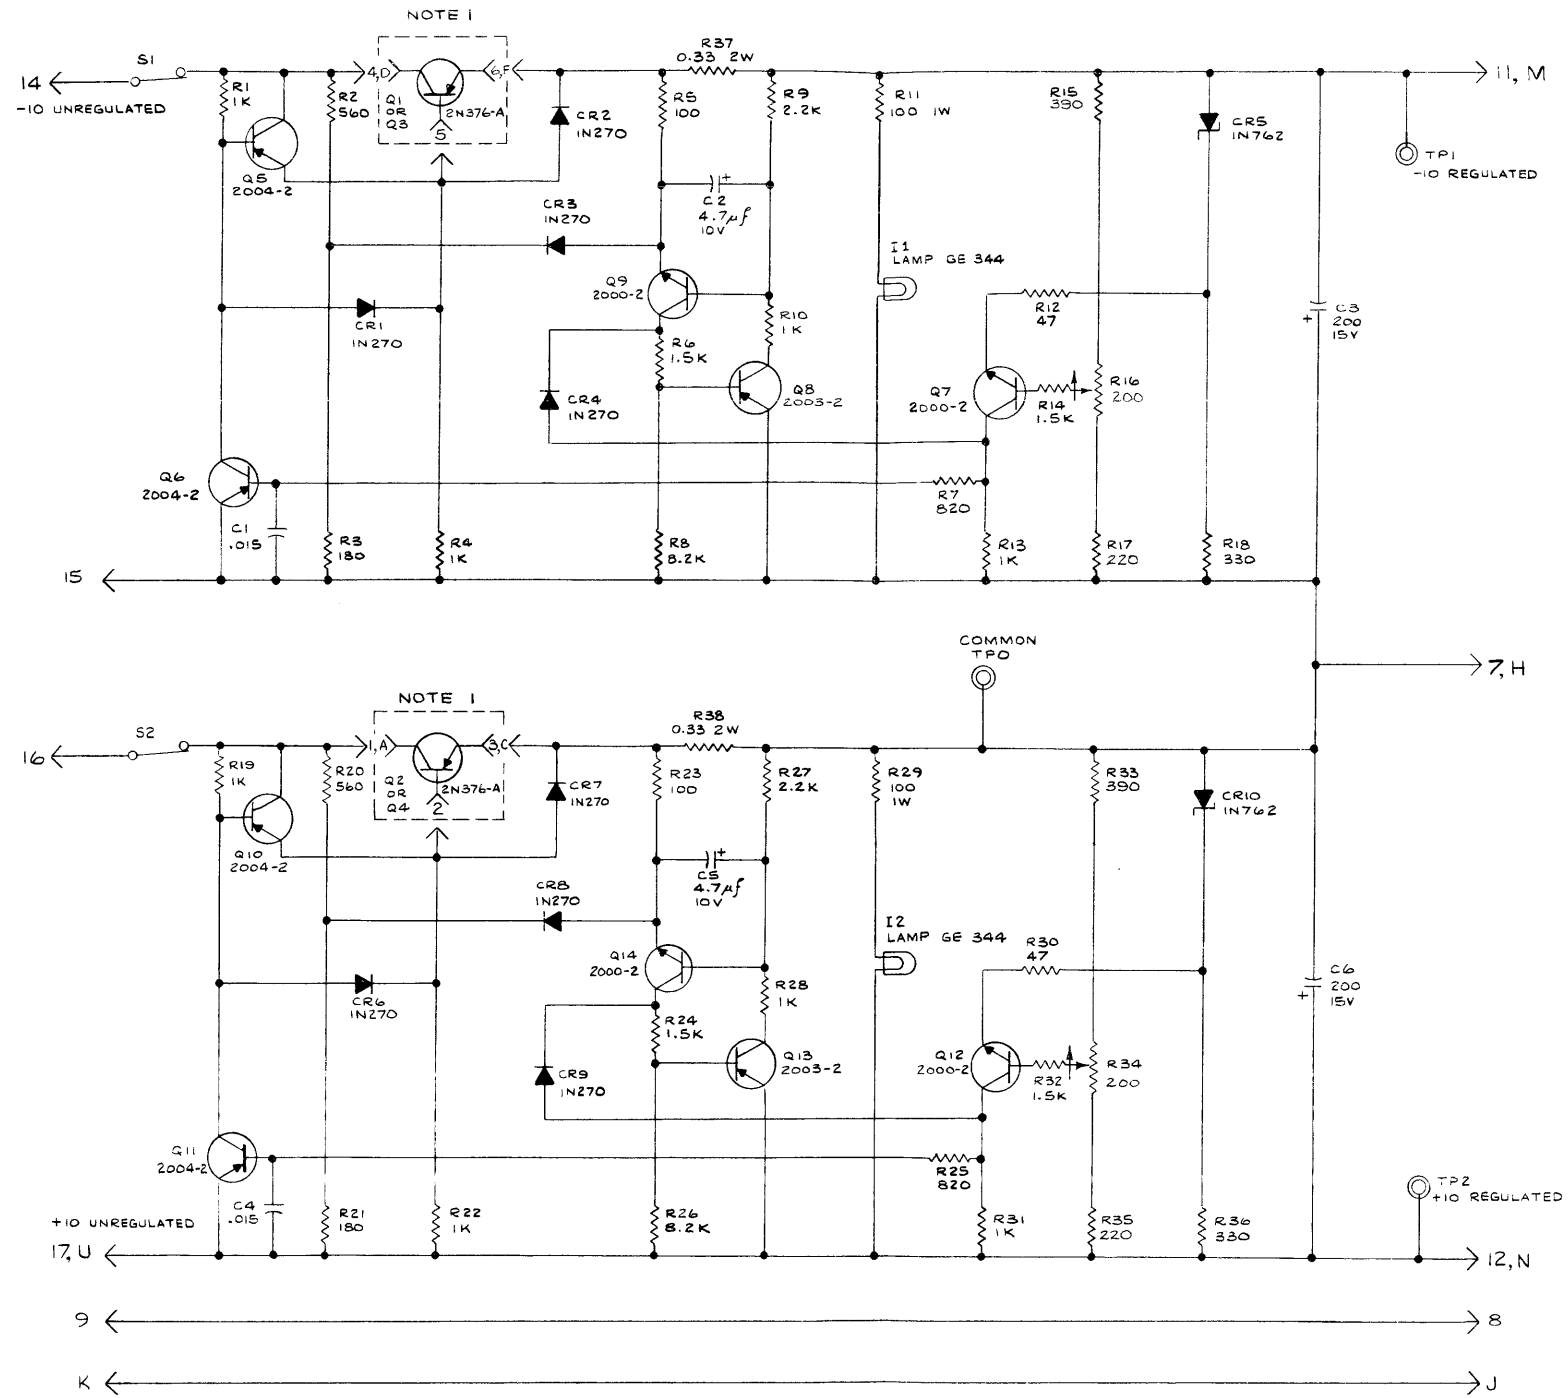 NOTE 1
S1
14
-10 UNREGULATED
R1
1K
R2
560
4,D
Q1
OR
Q3
2N376-A
5
6,F
CR2
1N270
R37
0.33 2W
R5
100
R9
2.2K
R11
100 1W
R15
390
CR5
1N762
11, M
TP1
-10 REGULATED
Q5
2004-2
CR3
1N270
C2
4.7μf
10V
+
I1
LAMP GE 344
Q9
2000-2
CR1
1N270
R10
1K
R12
47
C3
200
15V
+
R6
1.5K
CR4
1N270
Q8
2003-2
Q7
2000-2
R14
1.5K
R16
200
Q6
2004-2
R7
820
C1
.015
R3
180
R4
1K
R8
8.2K
R13
1K
R17
220
R18
330
15
COMMON
TP0
7, H
NOTE 1
S2
16
R19
1K
R20
560
1,A
Q2
OR
Q4
2N376-A
2
3,C
CR7
1N270
R38
0.33 2W
R23
100
R27
2.2K
R29
100
1W
R33
390
CR10
1N762
Q10
2004-2
CR8
1N270
C5
4.7μf
10V
+
I2
LAMP GE 344
Q14
2000-2
CR6
1N270
R28
1K
R30
47
C6
200
15V
+
R24
1.5K
CR9
1N270
Q13
2003-2
Q12
2000-2
R32
1.5K
R34
200
Q11
2004-2
R25
820
C4
.015
R21
180
R22
1K
R26
8.2K
R31
1K
R35
220
R36
330
TP2
+10 REGULATED
+10 UNREGULATED
17, U
12, N
9
8
K
J